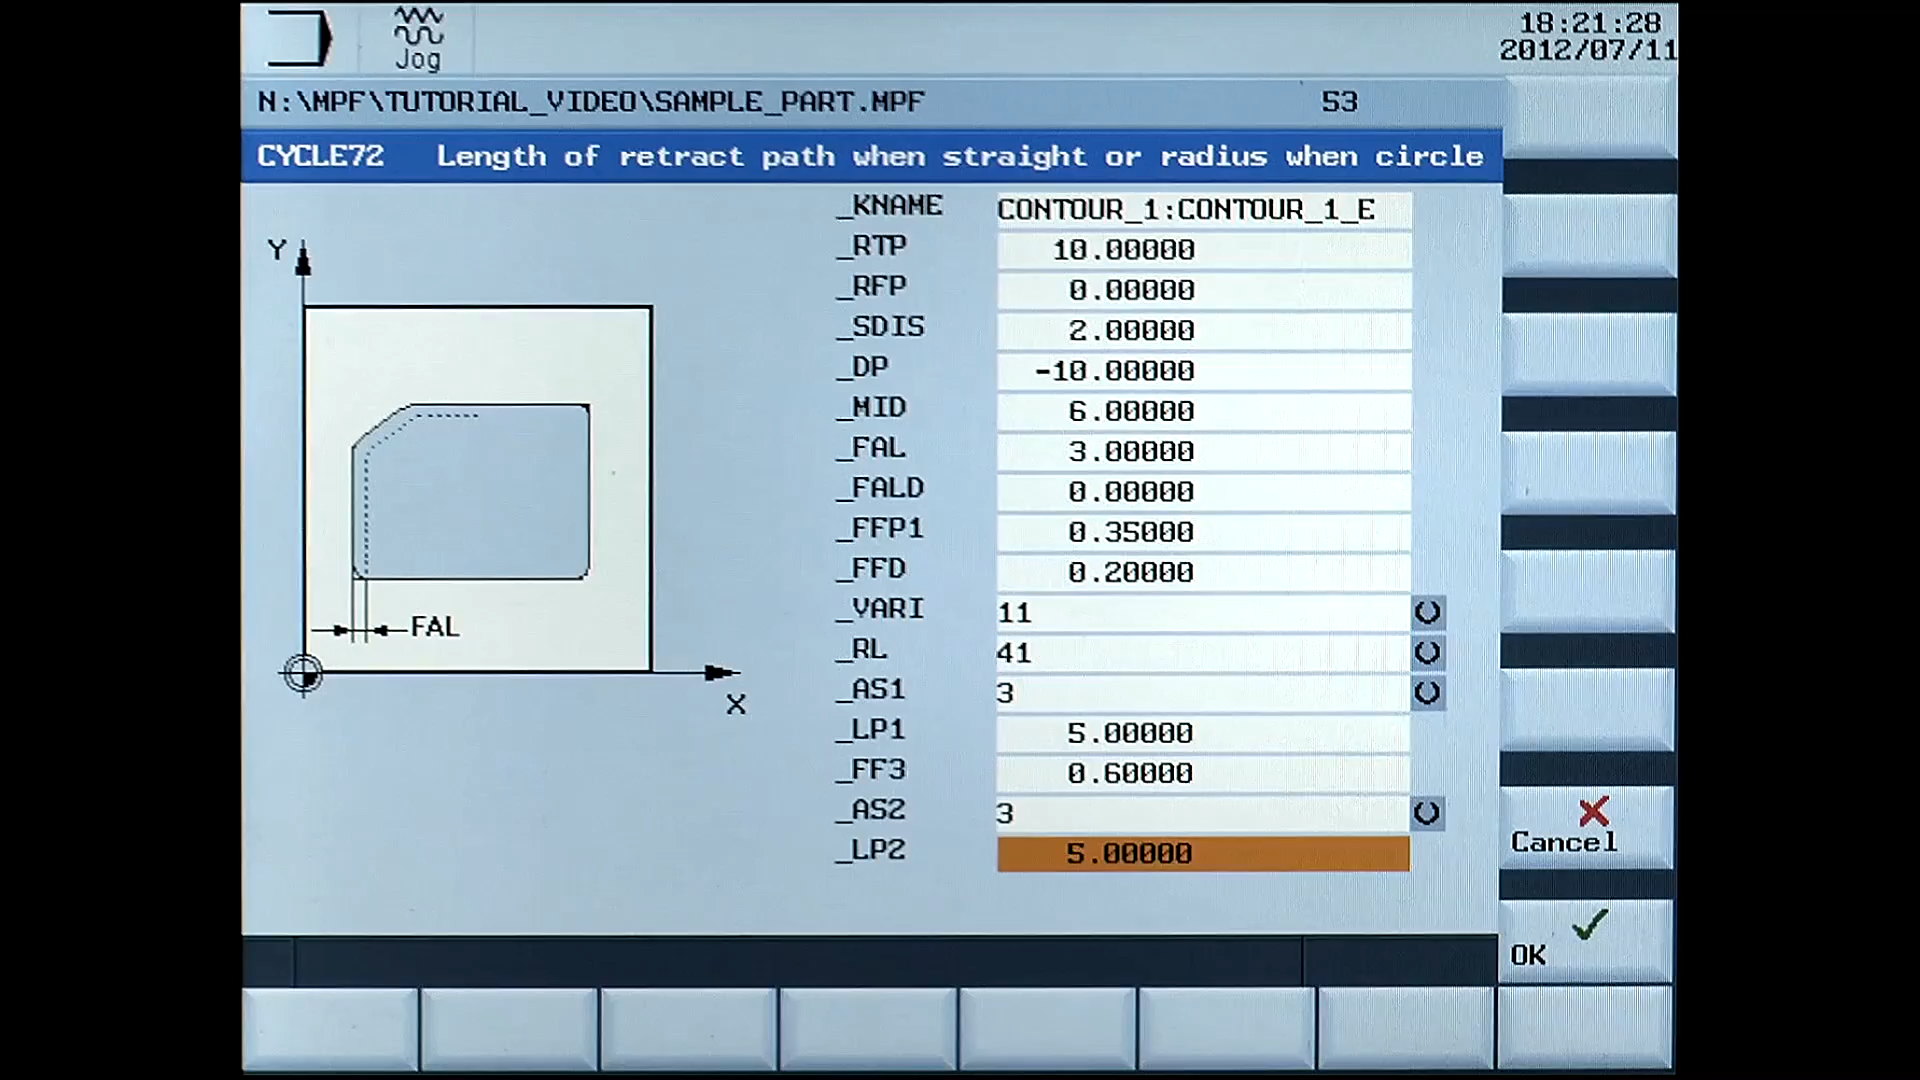 Jog
18:21:28
2012/07/11
N:\MPF\TUTORIAL_VIDEO\SAMPLE_PART.MPF 53
CYCLE72 Length of retract path when straight or radius when circle
_KNAME CONTOUR_1:CONTOUR_1_E
_RTP 10.00000
_RFP 0.00000
_SDIS 2.00000
_DP -10.00000
_MID 6.00000
_FAL 3.00000
_FALD 0.00000
_FFP1 0.35000
_FFD 0.20000
_VARI 11
_RL 41
_AS1 3
_LP1 5.00000
_FF3 0.60000
_AS2 3
_LP2 5.00000
Y
FAL
X
Cancel
OK